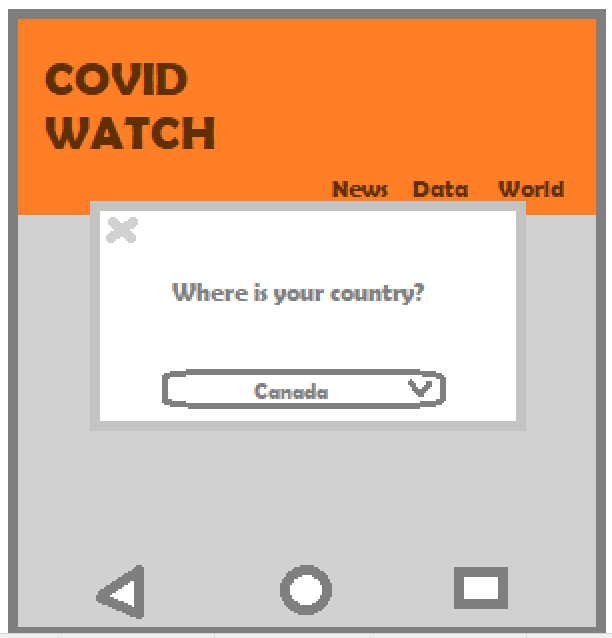 COVID
WATCH
News Data World
Where is your country?
Canada